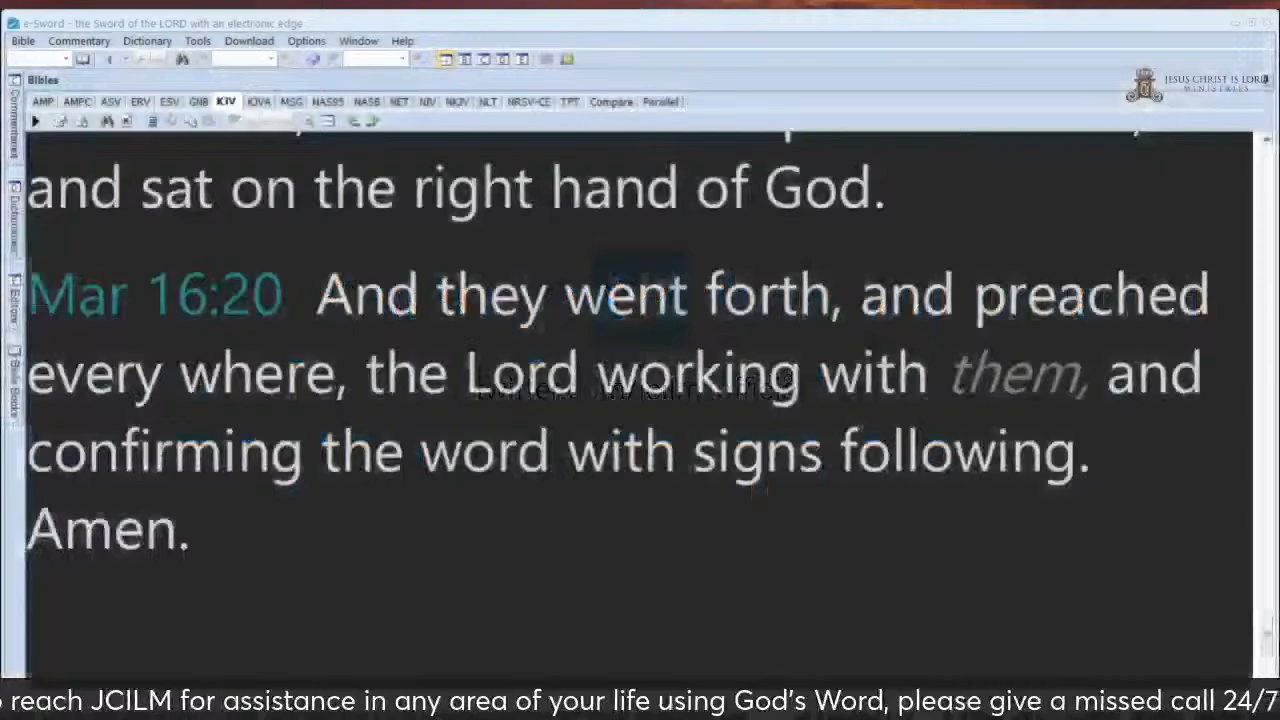 e-Sword - the Sword of the LORD with an electronic edge
Bible Commentary Dictionary Tools Download Options Window Help
Bibles
JESUS CHRIST IS LORD
MINISTRIES
AMP AMPC ASV ERV ESV GNB KJV KJVA MSG NAS95 NASB NET NIV NKJV NLT NRSV-CE TPT Compare Parallel
Commentaries
Dictionaries
Editors
and sat on the right hand of God.
Mar 16:20 And they went forth, and preached
every where, the Lord working with them, and
confirming the word with signs following.
Amen.
reach JCILM for assistance in any area of your life using God's Word, please give a missed call 24/7